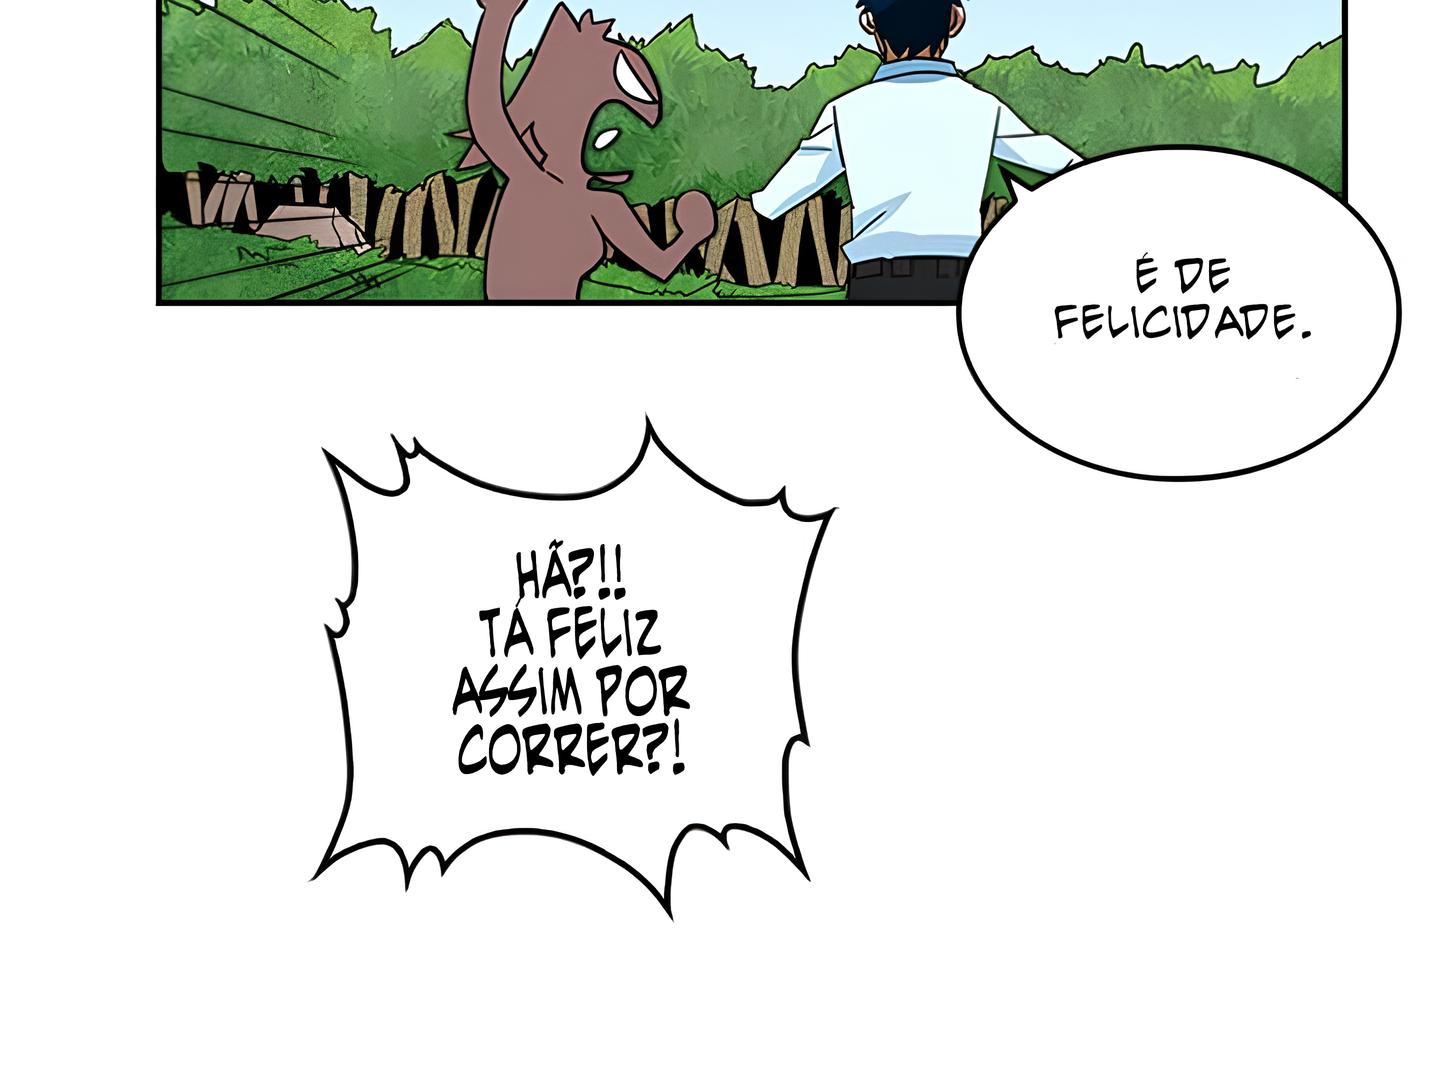 É DE
FELICIDADE.
HÃ?!!
TÁ FELIZ
ASSIM POR
CORRER?!